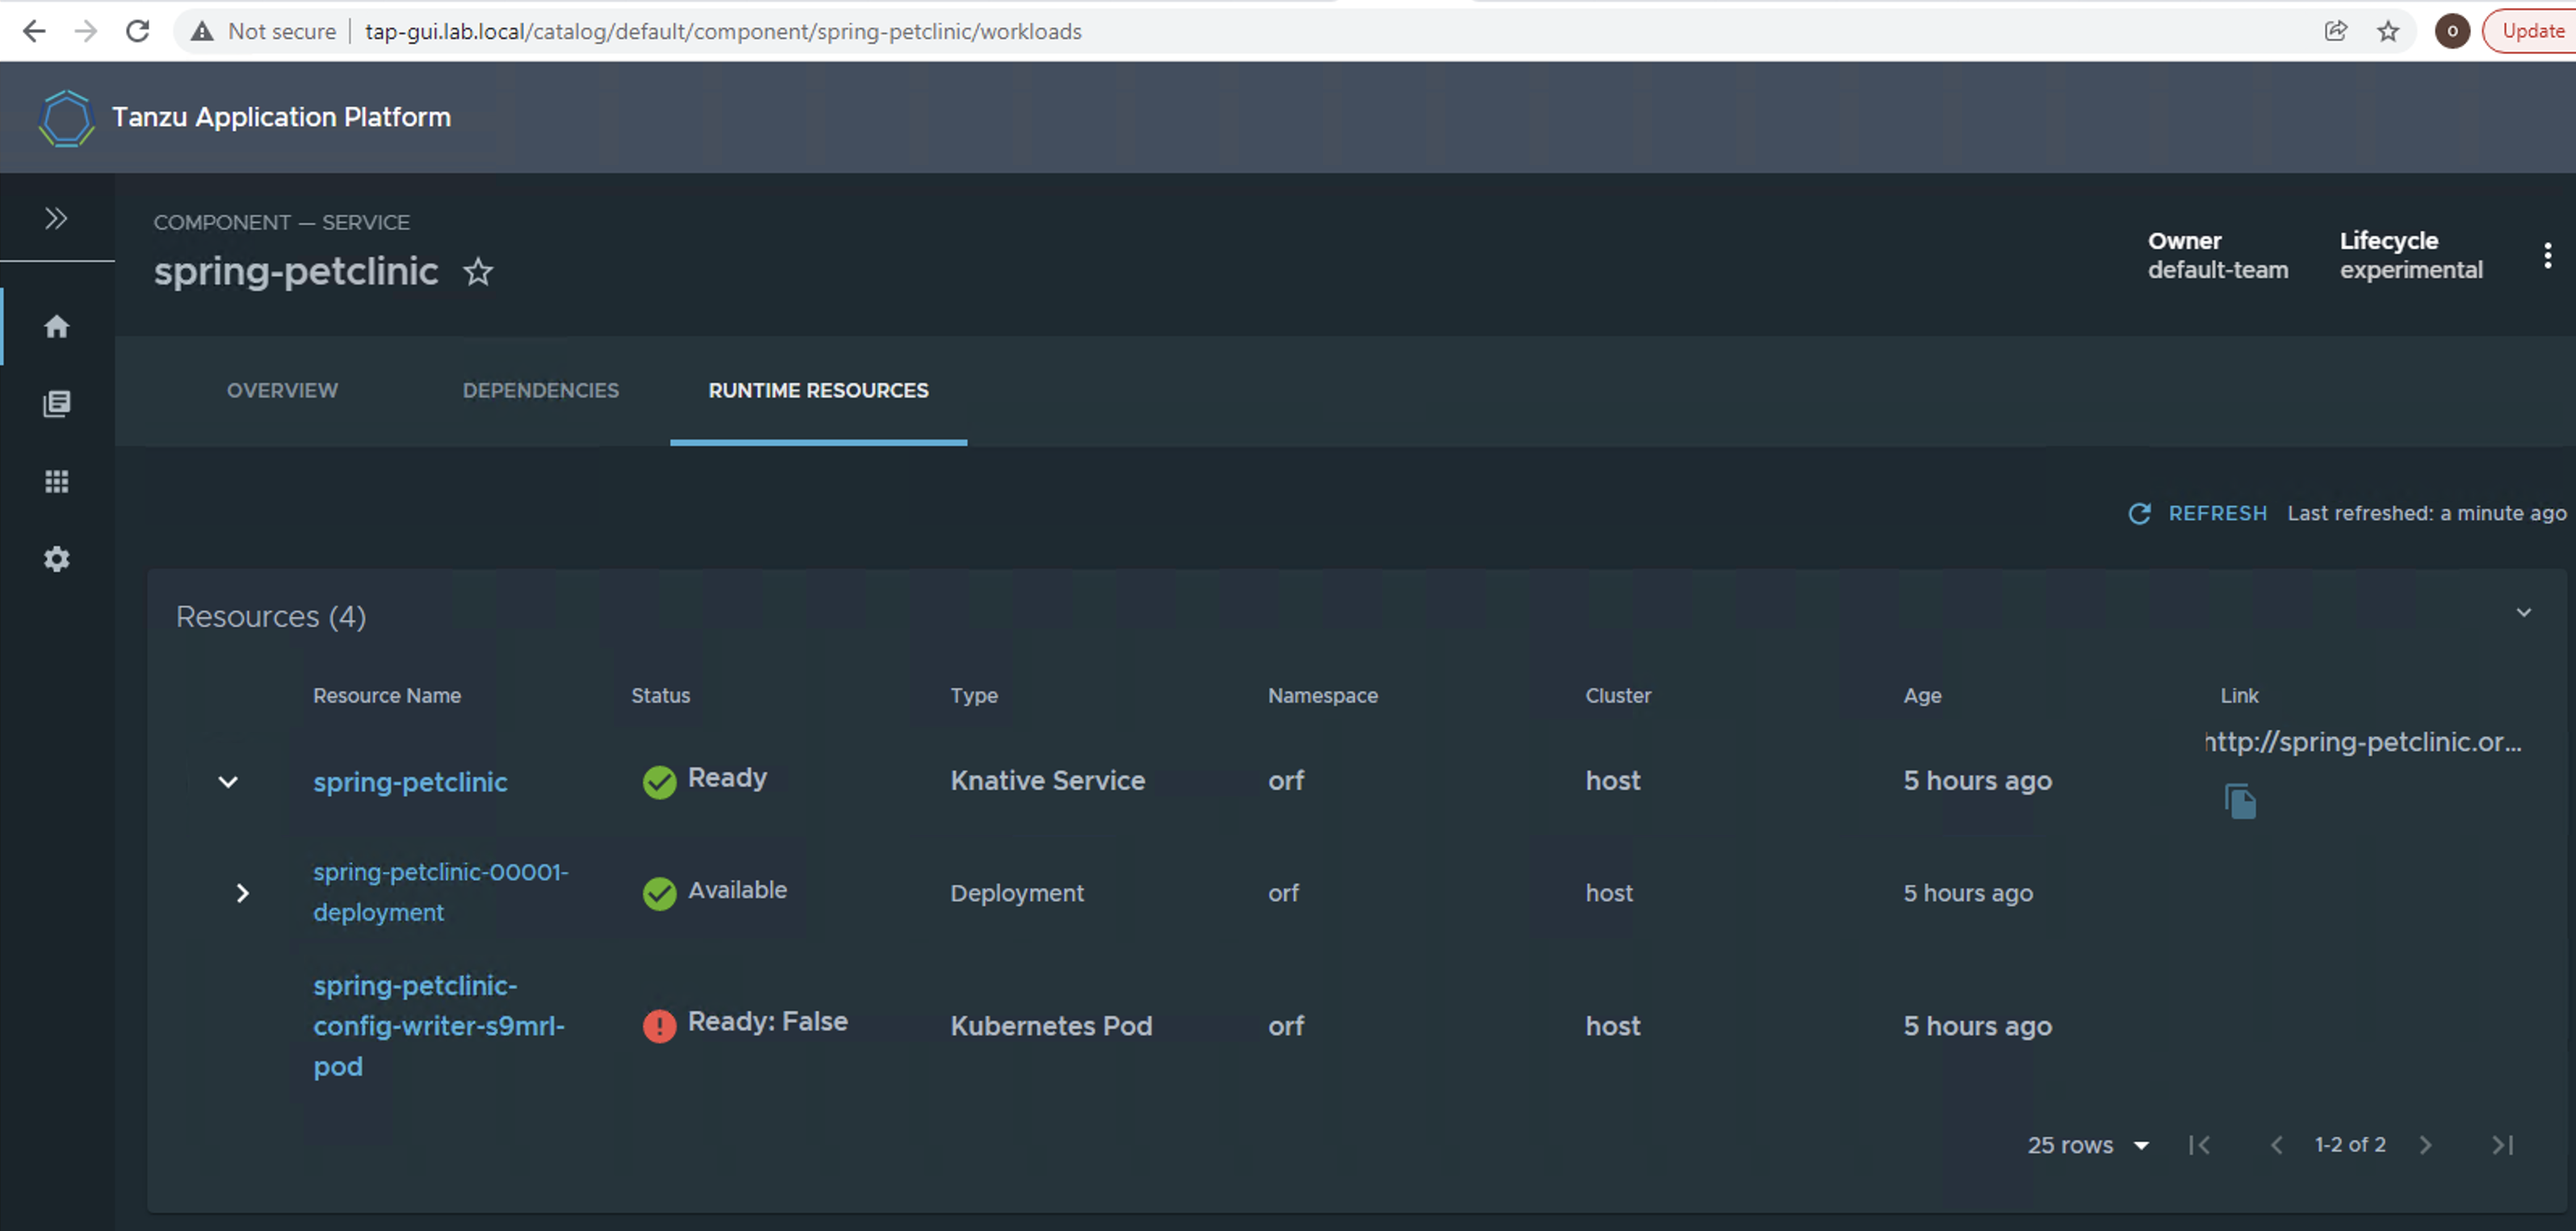 Not secure | tap-gui.lab.local/catalog/default/component/spring-petclinic/workloads
O
Update
Tanzu Application Platform
COMPONENT — SERVICE
spring-petclinic
Owner
default-team
Lifecycle
experimental
OVERVIEW DEPENDENCIES RUNTIME RESOURCES
REFRESH Last refreshed: a minute ago
Resources (4)
Resource Name Status Type Namespace Cluster Age Link
spring-petclinic Ready Knative Service orf host 5 hours ago http://spring-petclinic.or...
spring-petclinic-00001-
deployment
Available Deployment orf host 5 hours ago
spring-petclinic-
config-writer-s9mrl-
pod
Ready: False Kubernetes Pod orf host 5 hours ago
25 rows 1-2 of 2